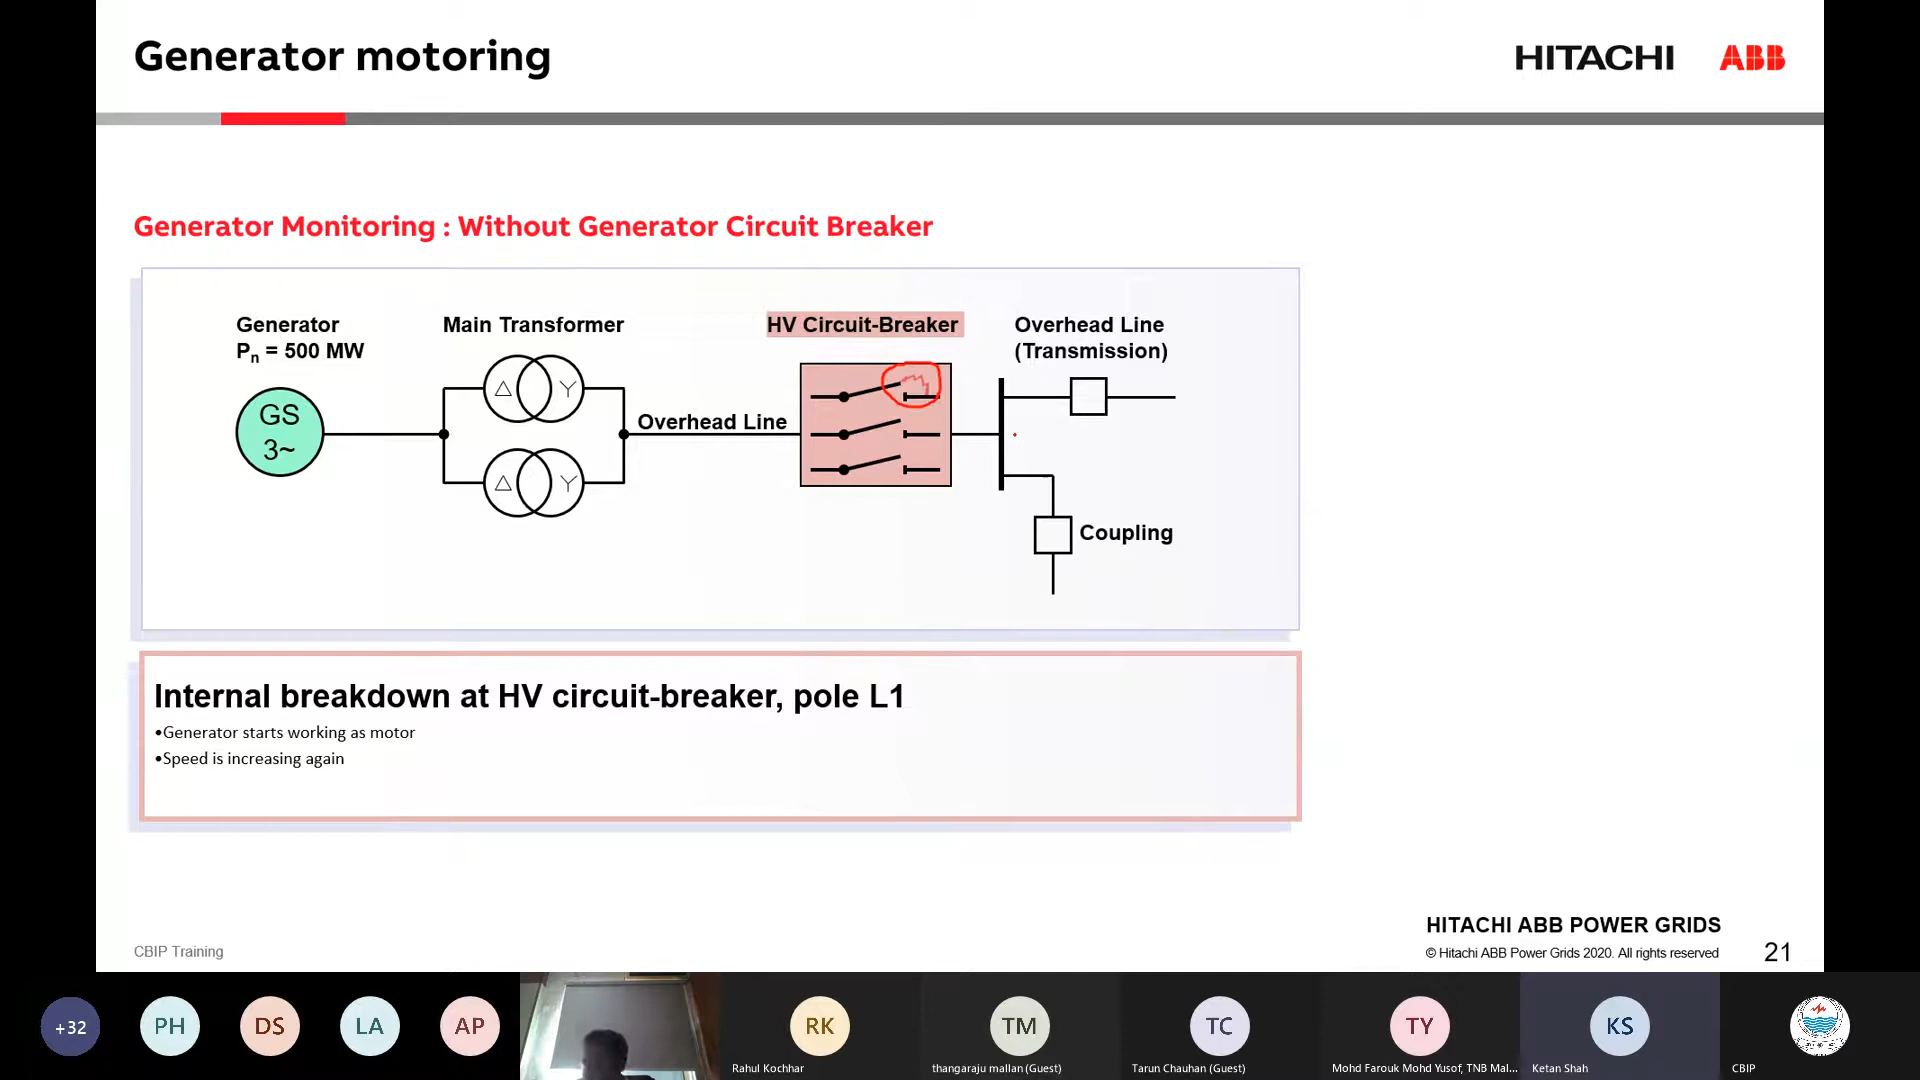 Generator motoring
HITACHI ABB
Generator Monitoring : Without Generator Circuit Breaker
Generator
Pn = 500 MW
Main Transformer
HV Circuit-Breaker
Overhead Line
(Transmission)
GS
3~
Overhead Line
Coupling
Internal breakdown at HV circuit-breaker, pole L1
•Generator starts working as motor
•Speed is increasing again
HITACHI ABB POWER GRIDS
CBIP Training
© Hitachi ABB Power Grids 2020. All rights reserved
21
+32
PH
DS
LA
AP
RK
TM
TC
TY
KS
Rahul Kochhar
thangaraju mallan (Guest)
Tarun Chauhan (Guest)
Mohd Farouk Mohd Yusof, TNB Mal...
Ketan Shah
CBIP